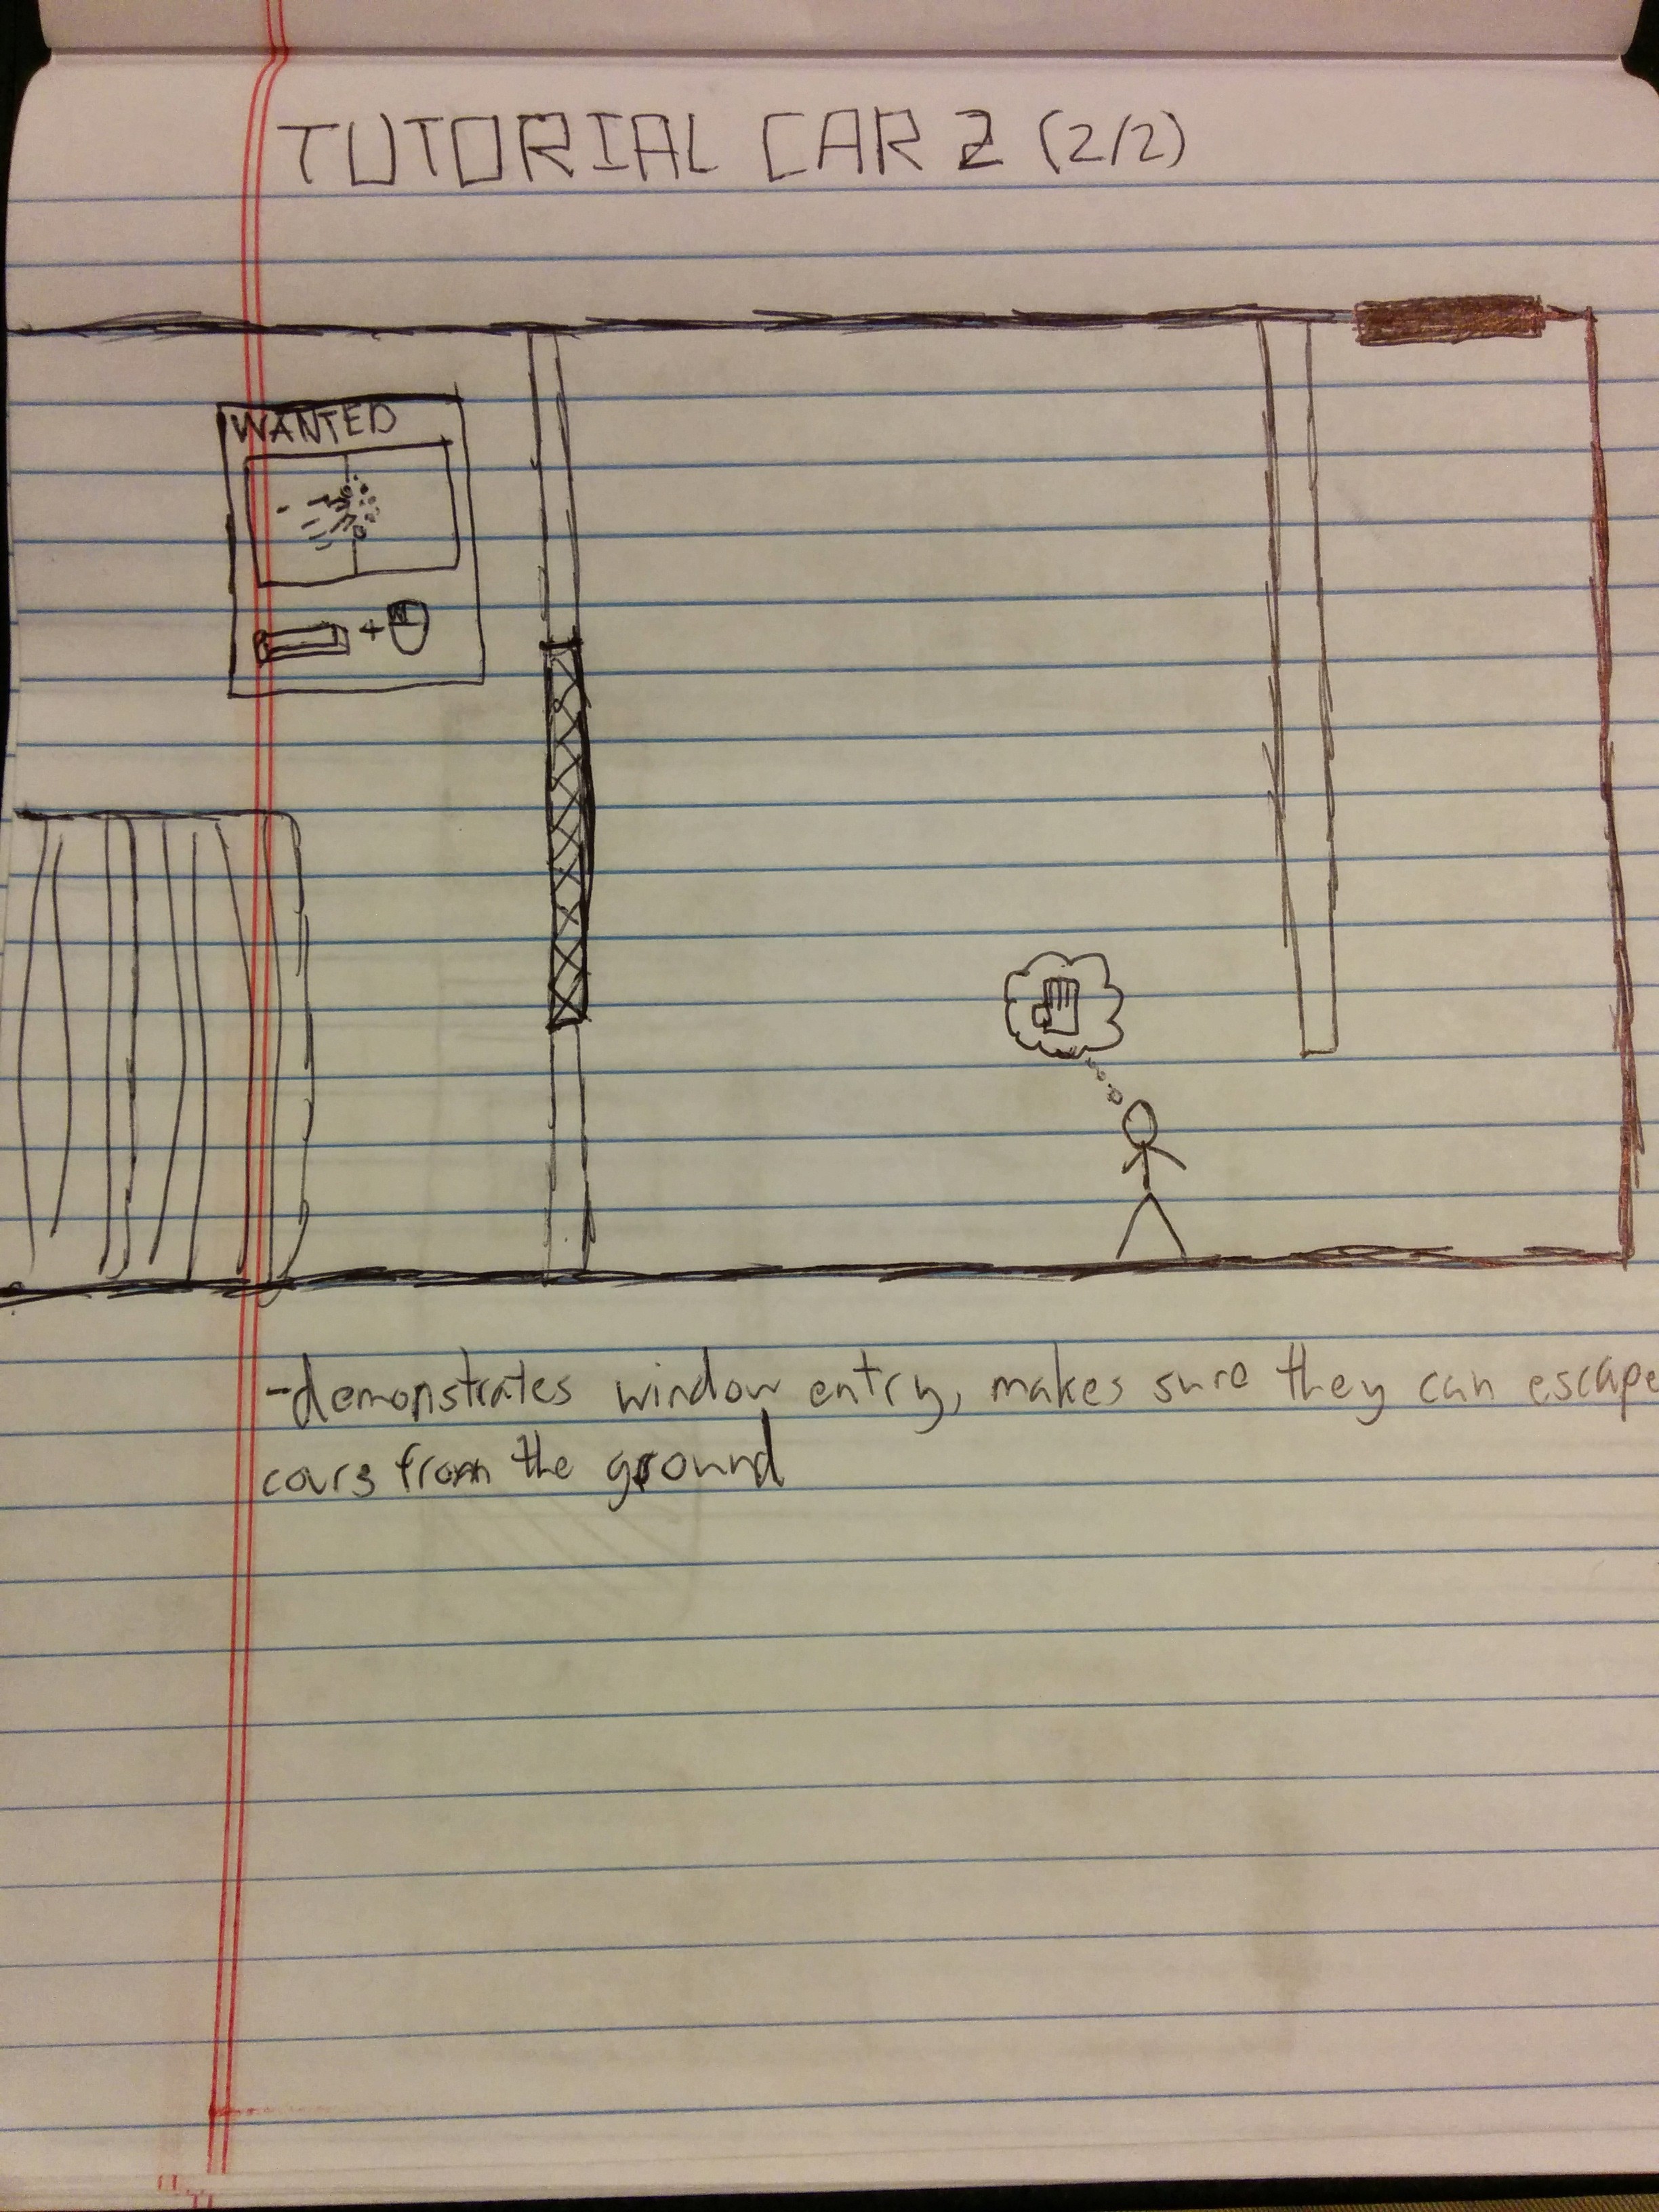 TUTORIAL CAR 2 (2/2)
WANTED
-demonstrates window entry, makes sure they can escape
cars from the ground